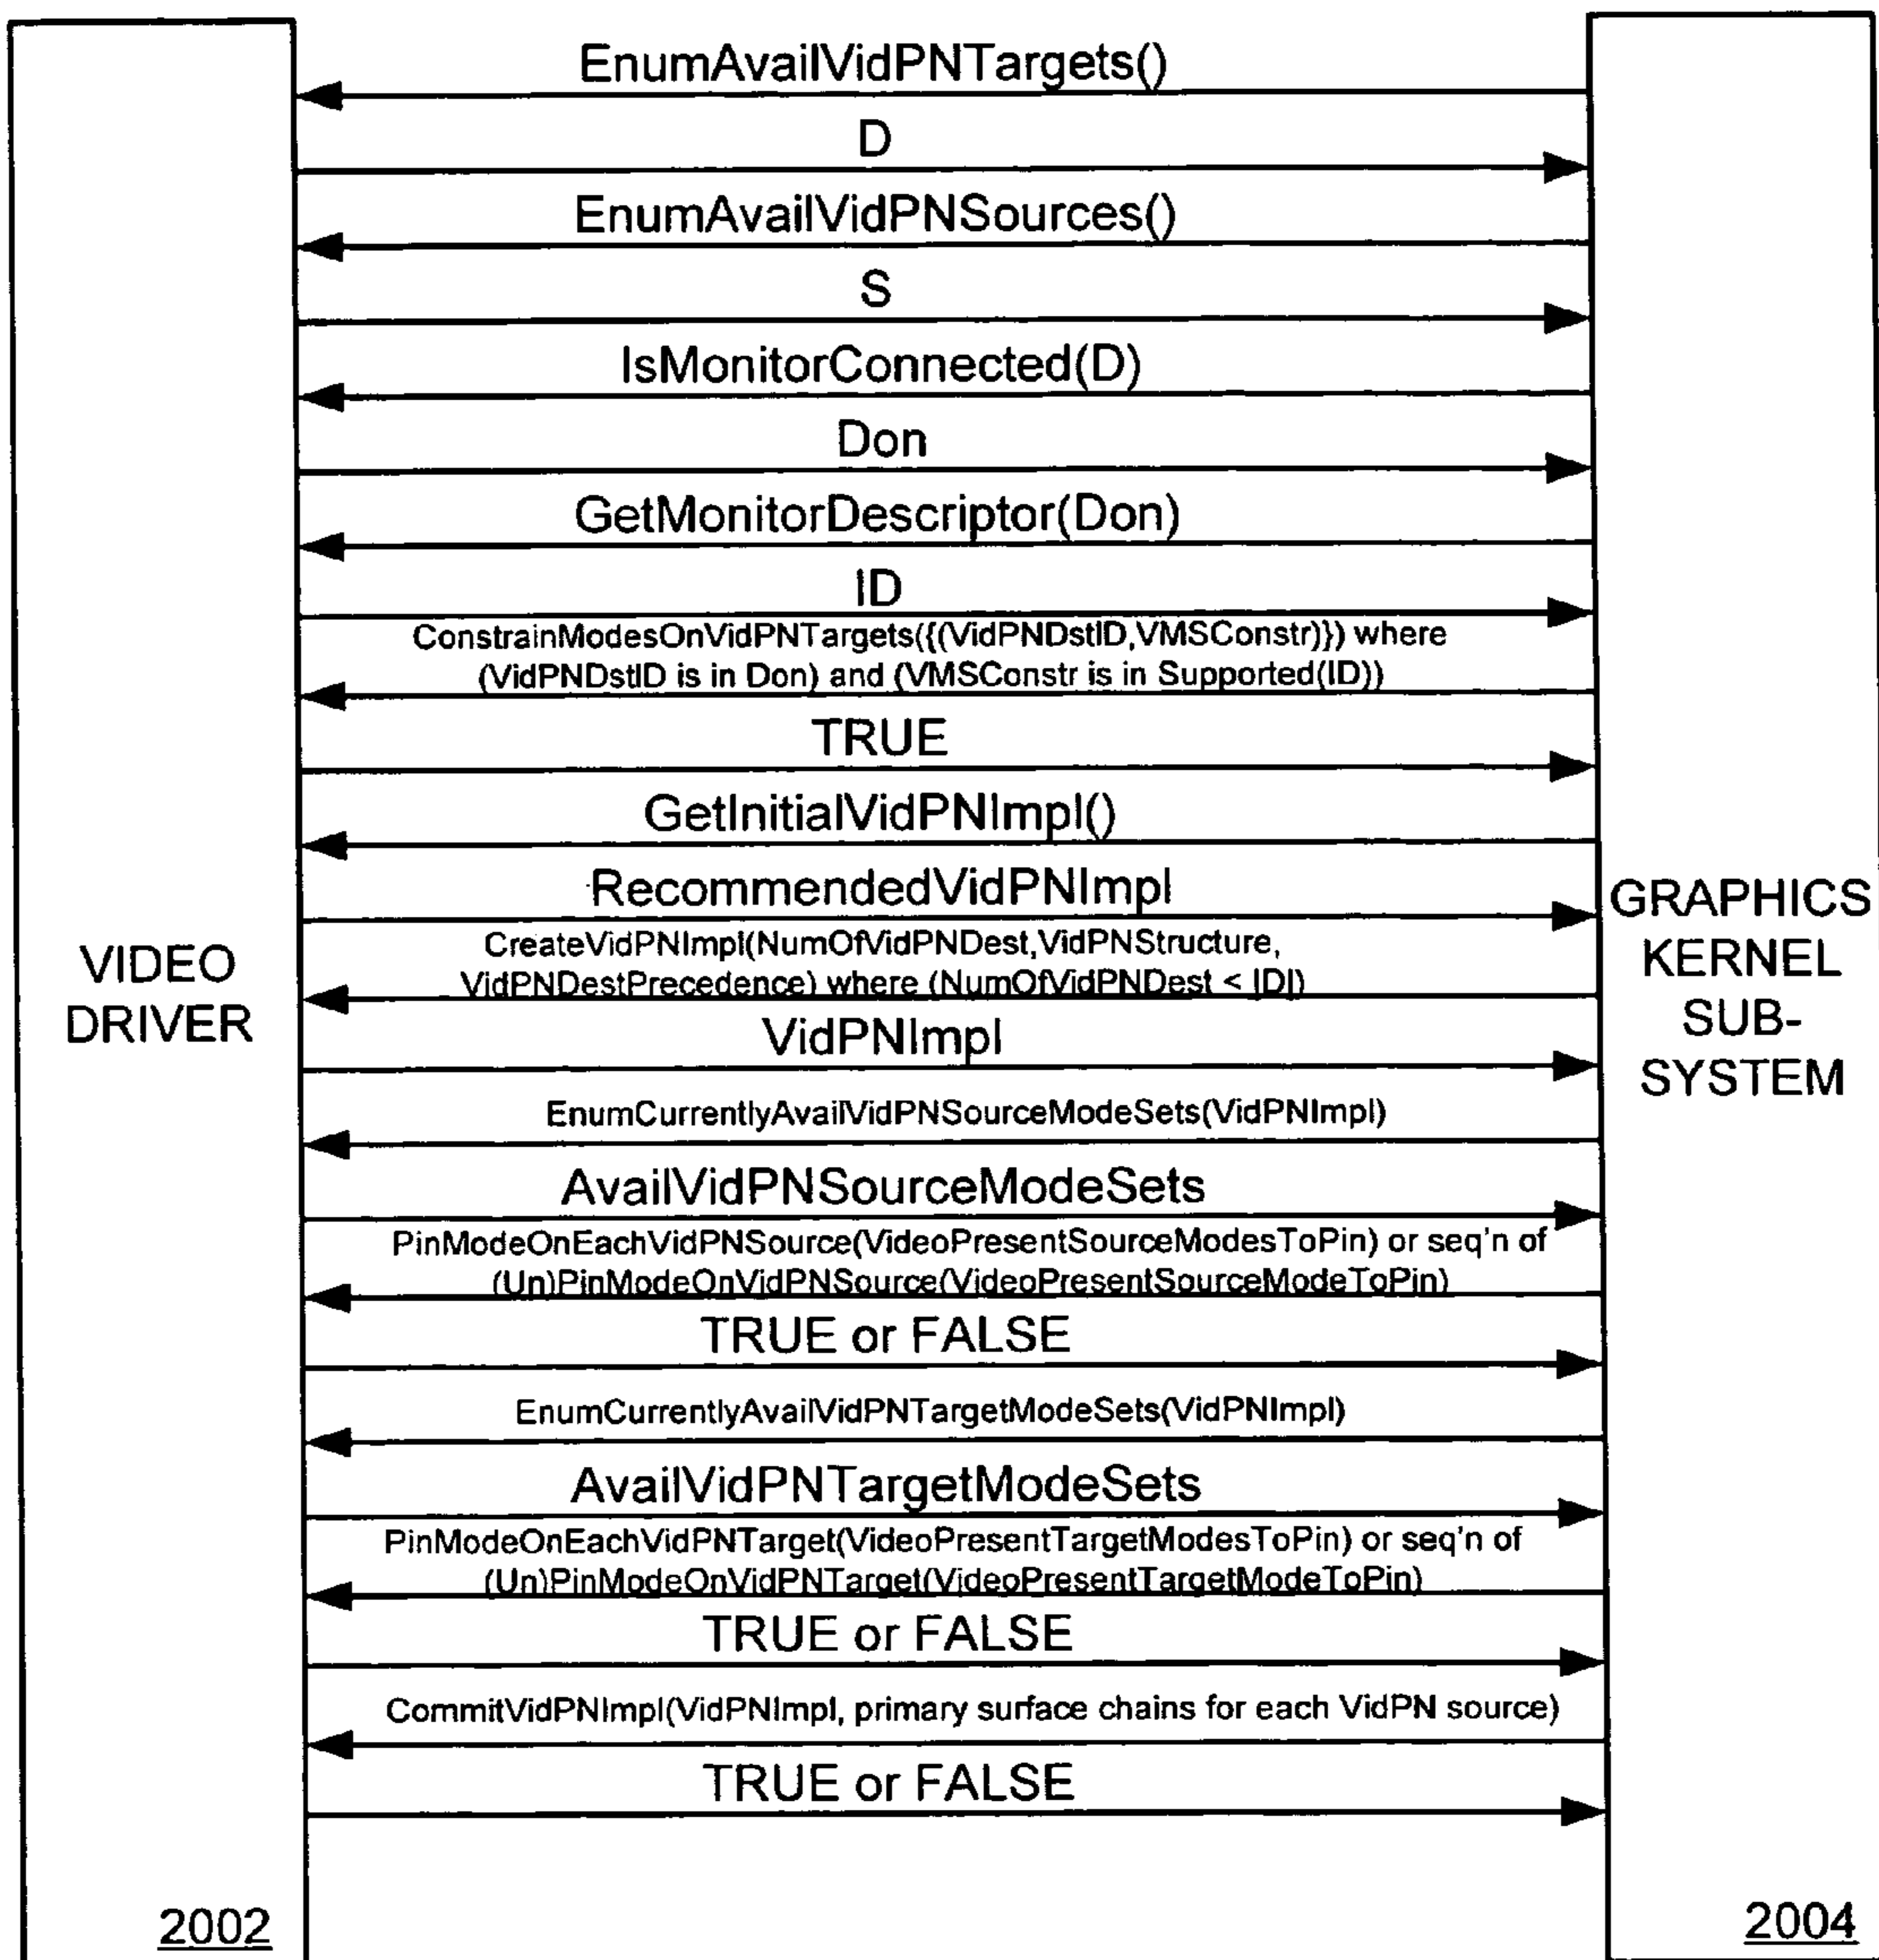 EnumAvailVidPNTargets()
D
EnumAvailVidPNSources()
S
IsMonitorConnected(D)
Don
GetMonitorDescriptor(Don)
ID
ConstrainModesOnVidPNTargets({(VidPNDstID,VMSConstr)}) where
(VidPNDstID is in Don) and (VMSConstr is in Supported(ID))
TRUE
GetInitialVidPNImpl()
RecommendedVidPNImpl
CreateVidPNImpl(NumOfVidPNDest,VidPNStructure,
VidPNDestPrecedence) where (NumOfVidPNDest < |D|)
VidPNImpl
EnumCurrentlyAvailVidPNSourceModeSets(VidPNImpl)
AvailVidPNSourceModeSets
PinModeOnEachVidPNSource(VideoPresentSourceModesToPin) or seq'n of
(Un)PinModeOnVidPNSource(VideoPresentSourceModeToPin)
TRUE or FALSE
EnumCurrentlyAvailVidPNTargetModeSets(VidPNImpl)
AvailVidPNTargetModeSets
PinModeOnEachVidPNTarget(VideoPresentTargetModesToPin) or seq'n of
(Un)PinModeOnVidPNTarget(VideoPresentTargetModeToPin)
TRUE or FALSE
CommitVidPNImpl(VidPNImpl, primary surface chains for each VidPN source)
TRUE or FALSE
VIDEO
DRIVER
2002
GRAPHICS
KERNEL
SUB-
SYSTEM
2004